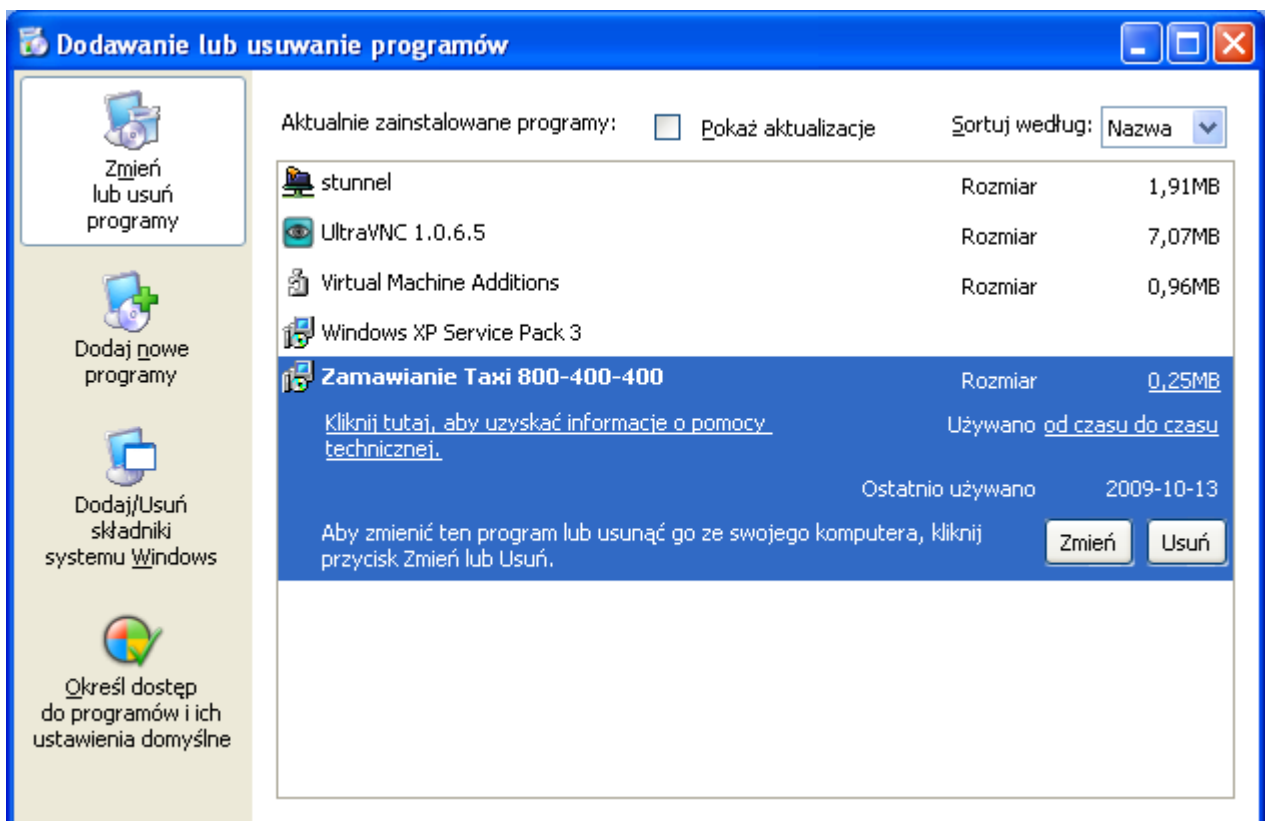 Dodawanie lub usuwanie programów
Zmień
lub usuń
programy
Dodaj nowe
programy
Dodaj/Usuń
składniki
systemu Windows
Określ dostęp
do programów i ich
ustawienia domyślne
Aktualnie zainstalowane programy: Pokaż aktualizacje Sortuj według: Nazwa
stunnel Rozmiar 1,91MB
UltraVNC 1.0.6.5 Rozmiar 7,07MB
Virtual Machine Additions Rozmiar 0,96MB
Windows XP Service Pack 3
Zamawianie Taxi 800-400-400 Rozmiar 0,25MB
Kliknij tutaj, aby uzyskać informacje o pomocy Używano od czasu do czasu
technicznej.
Ostatnio używano 2009-10-13
Aby zmienić ten program lub usunąć go ze swojego komputera, kliknij Zmień Usuń
przycisk Zmień lub Usuń.